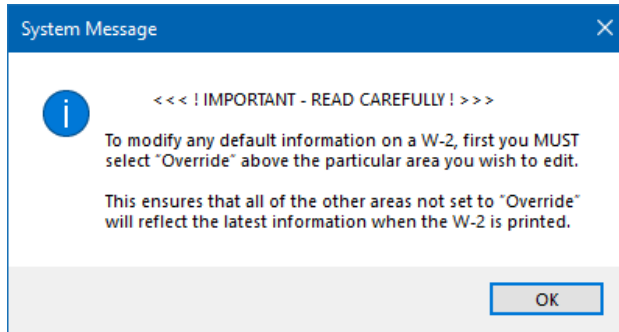 System Message
< < < ! IMPORTANT - READ CAREFULLY ! > > >
To modify any default information on a W-2, first you MUST
select "Override" above the particular area you wish to edit.
This ensures that all of the other areas not set to "Override"
will reflect the latest information when the W-2 is printed.
OK